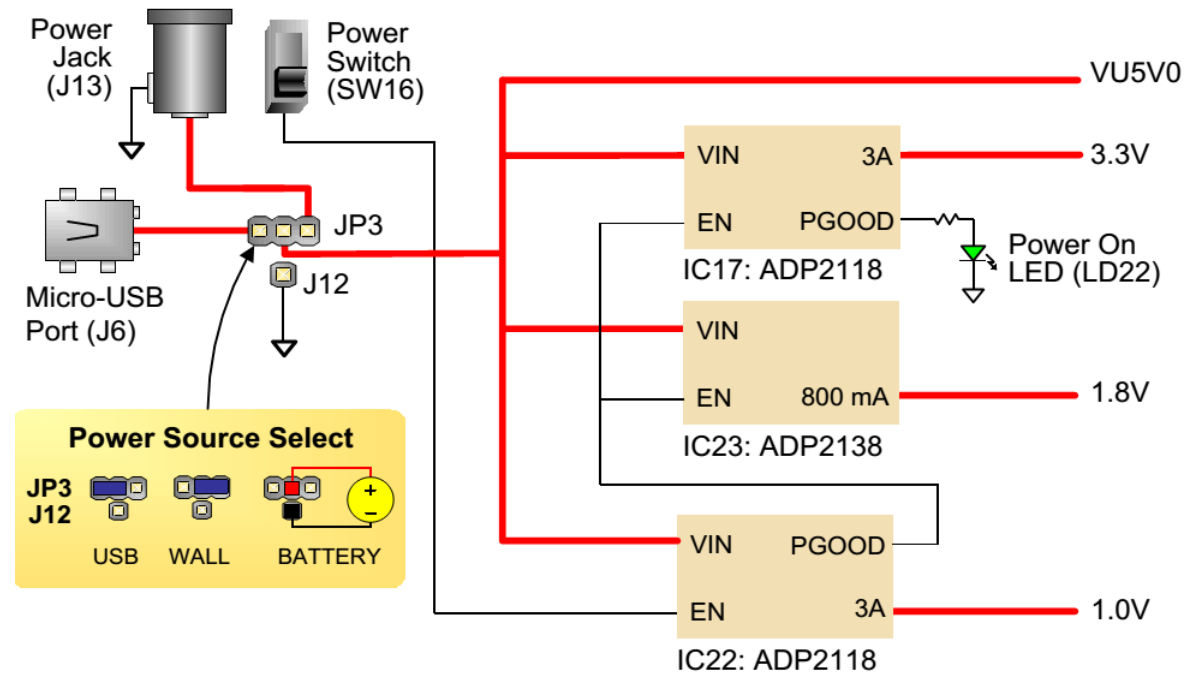 Power
Jack
(J13)
Power
Switch
(SW16)
VU5V0
VIN
3A
3.3V
EN
PGOOD
IC17: ADP2118
Power On
LED (LD22)
JP3
J12
Micro-USB
Port (J6)
VIN
EN
800 mA
1.8V
IC23: ADP2138
Power Source Select
JP3
J12
+
−
USB
WALL
BATTERY
VIN
PGOOD
EN
3A
1.0V
IC22: ADP2118